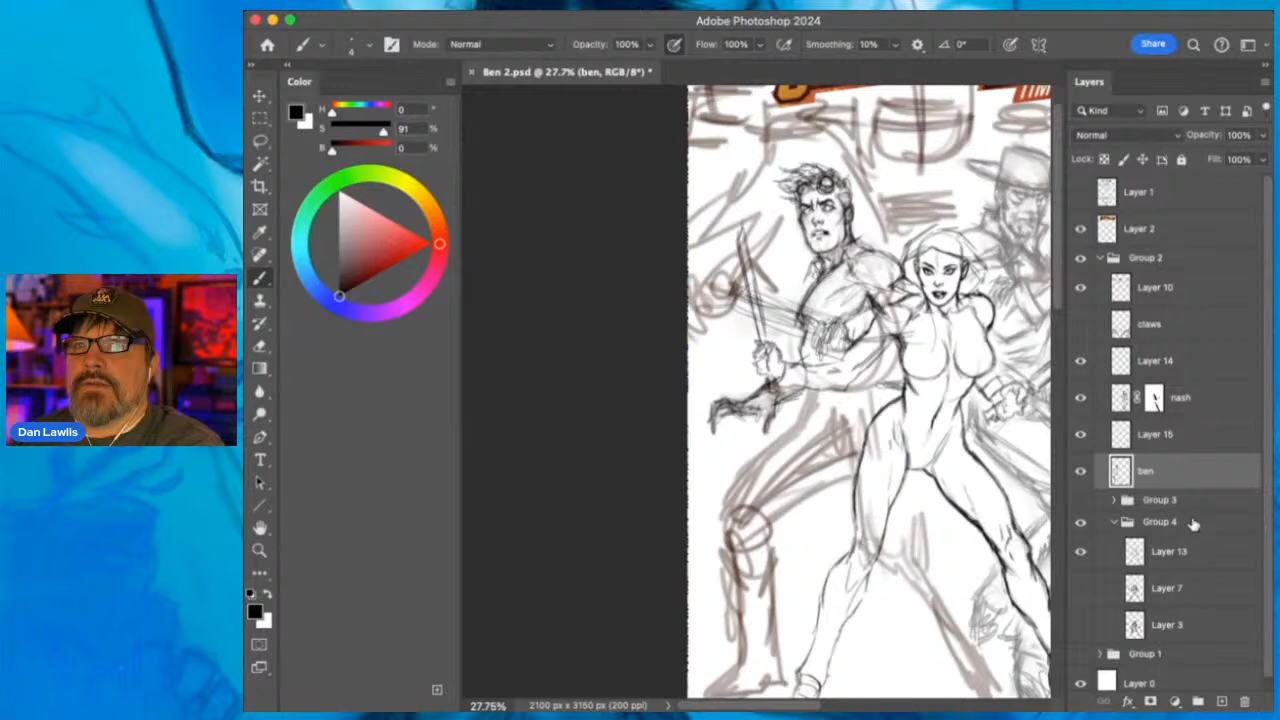 Adobe Photoshop 2024
4
Mode: Normal
Opacity: 100%
Flow: 100%
Smoothing: 10%
0°
Share
Color
Ben 2.psd @ 27.7% (ben, RGB/8*) *
Layers
H 0 °
S 91 %
B 0 %
Kind
Normal
Opacity: 100%
Lock:
Fill: 100%
Layer 1
Layer 2
Group 2
Layer 10
claws
Layer 14
nash
Layer 15
ben
Group 3
Group 4
Layer 13
Layer 7
Layer 3
Group 1
Layer 0
Dan Lawlis
27.75%
2100 px x 3150 px (200 ppi)